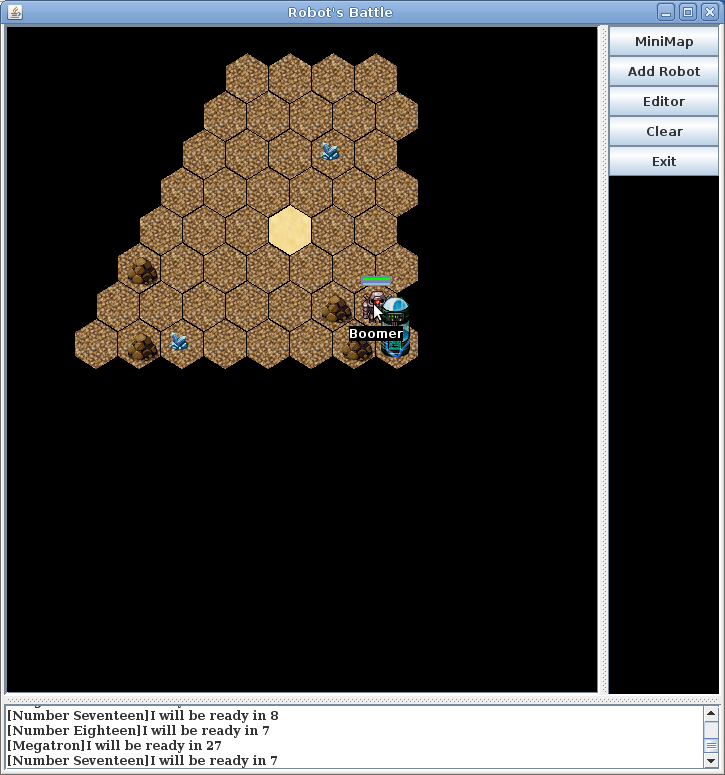 Robot's Battle
MiniMap
Add Robot
Editor
Clear
Exit
Boomer
[Number Seventeen]I will be ready in 8
[Number Eighteen]I will be ready in 7
[Megatron]I will be ready in 27
[Number Seventeen]I will be ready in 7